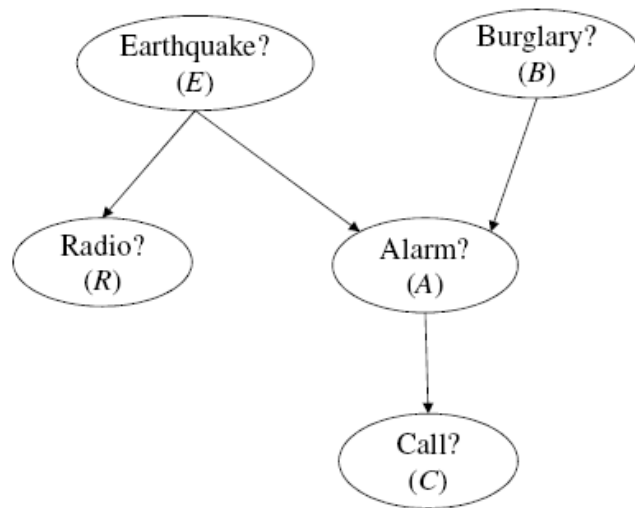 Earthquake?
(E)
Burglary?
(B)
Radio?
(R)
Alarm?
(A)
Call?
(C)